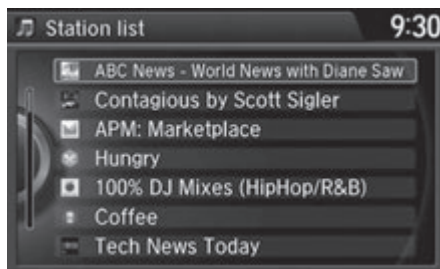 Station list
9:30
ABC News - World News with Diane Saw
Contagious by Scott Sigler
APM: Marketplace
Hungry
100% DJ Mixes (HipHop/R&B)
Coffee
Tech News Today